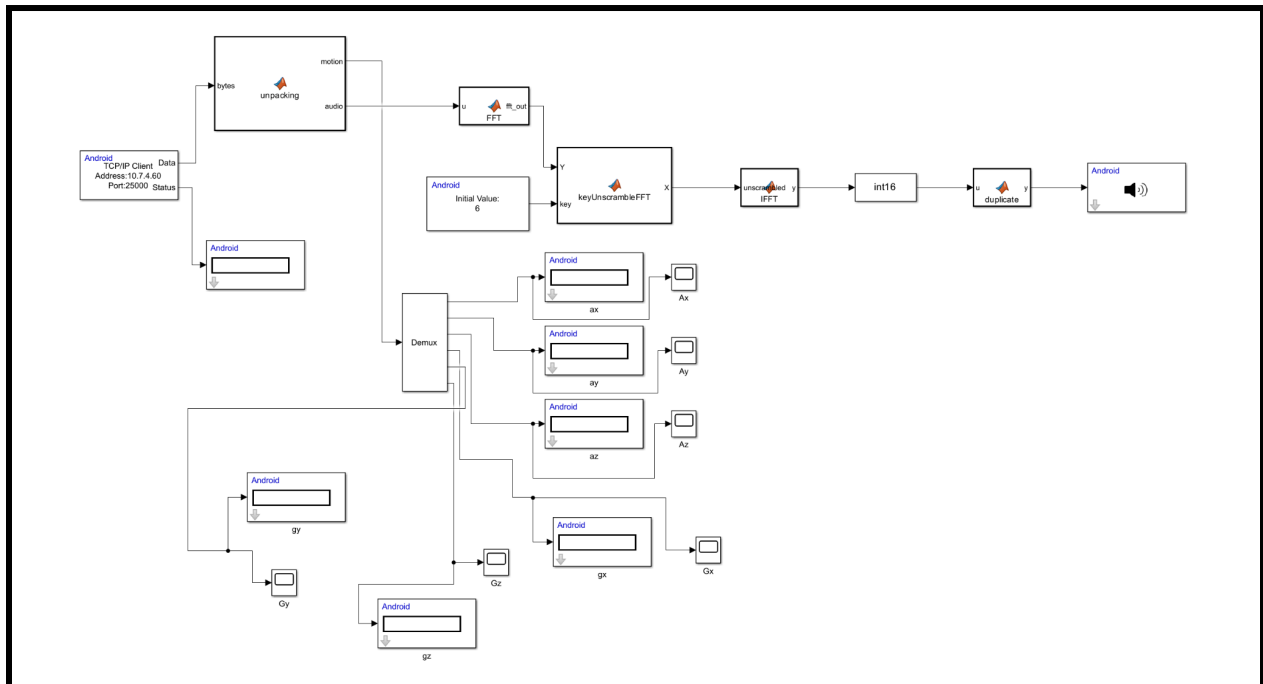 motion
bytes
unpacking
audio
u
fft_out
FFT
Android
TCP/IP Client
Address:10.7.4.60
Port:25000
Data
Status
Android
Initial Value:
6
Y
key
keyUnscrambleFFT
X
unscrambled
y
IFFT
int16
u
y
duplicate
Android
Android
Demux
Android
ax
Ax
Android
ay
Ay
Android
az
Az
Android
gy
Gy
Gz
Android
gz
Android
gx
Gx